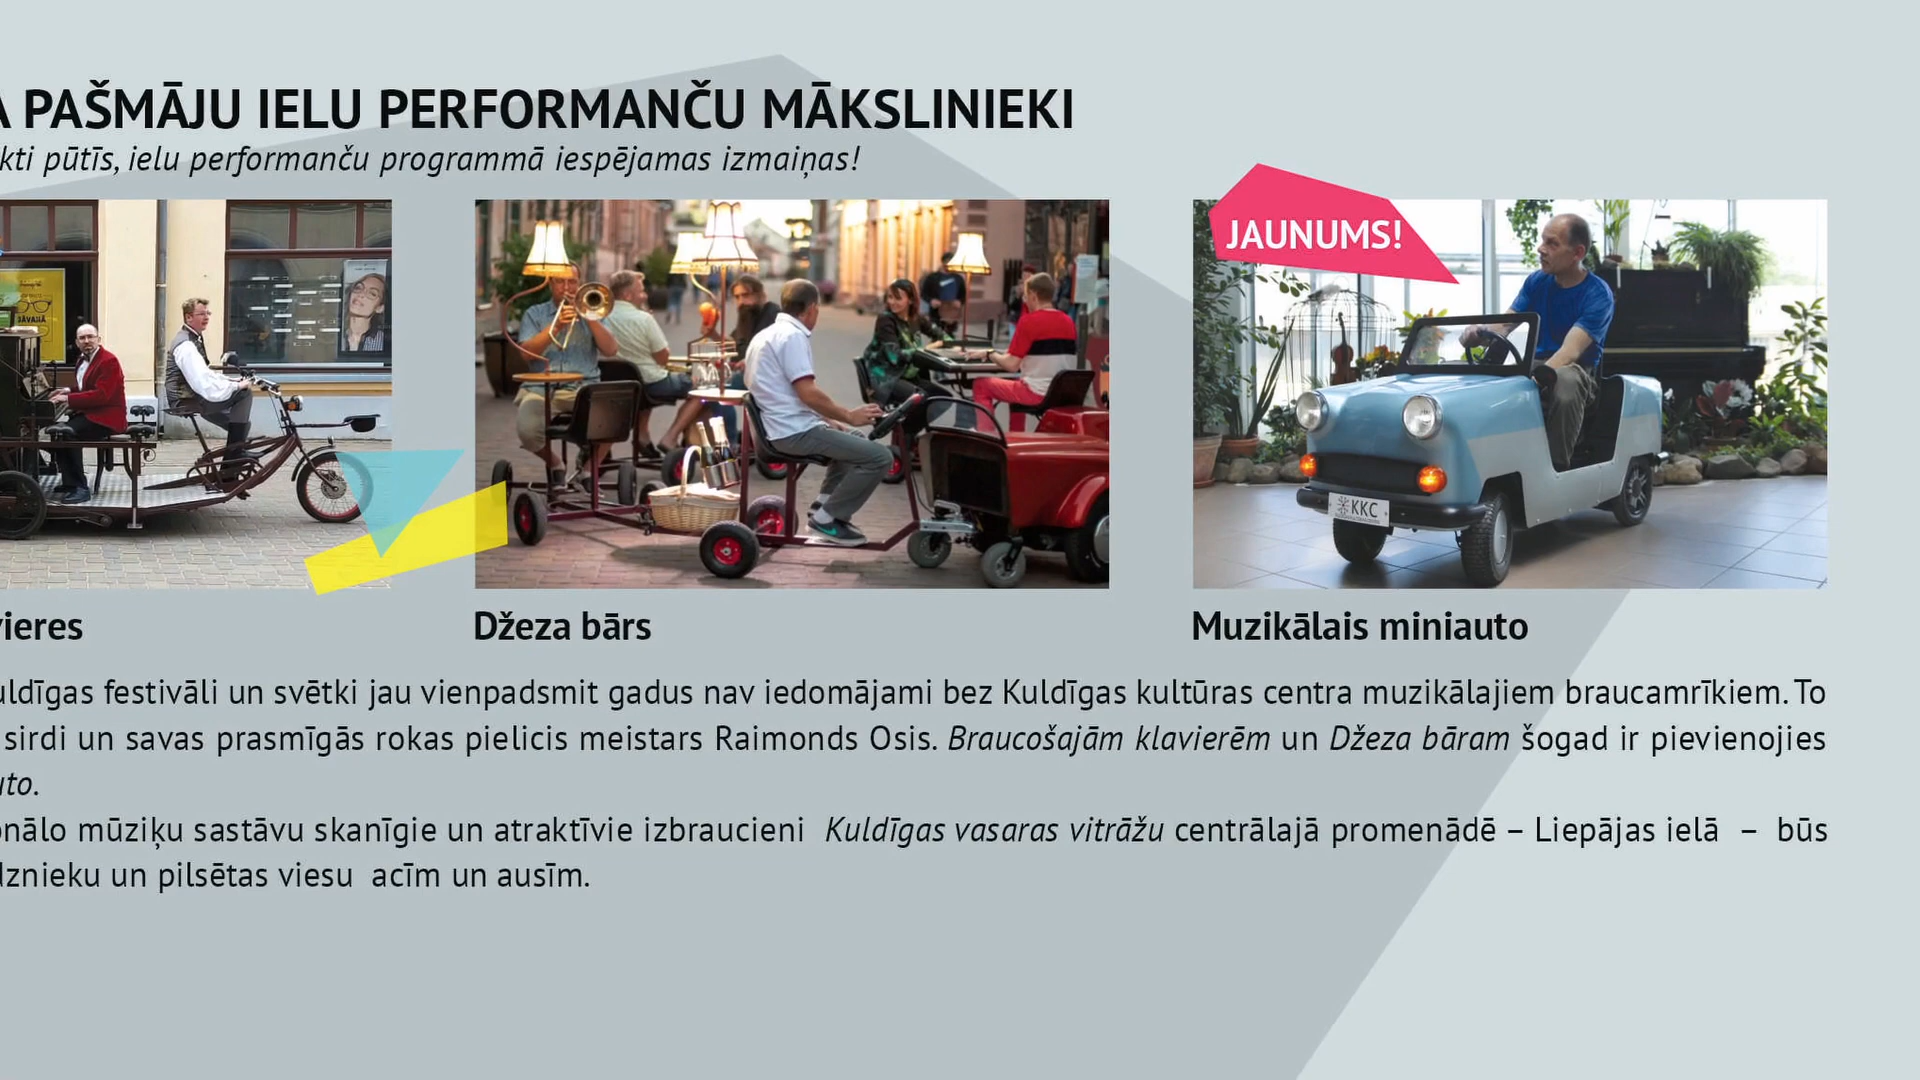 A PAŠMĀJU IELU PERFORMANČU MĀKSLINIEKI
kti pūtīs, ielu performanču programmā iespējamas izmaiņas!
JAUNUMS!
KKC
vieres
Džeza bārs
Muzikālais miniauto
uldīgas festivāli un svētki jau vienpadsmit gadus nav iedomājami bez Kuldīgas kultūras centra muzikālajiem braucamrīkiem. To
sirdi un savas prasmīgās rokas pielicis meistars Raimonds Osis. Braucošajām klavierēm un Džeza bāram šogad ir pievienojies
uto.
onālo mūziķu sastāvu skanīgie un atraktīvie izbraucieni Kuldīgas vasaras vitrāžu centrālajā promenādē – Liepājas ielā – būs
dznieku un pilsētas viesu acīm un ausīm.